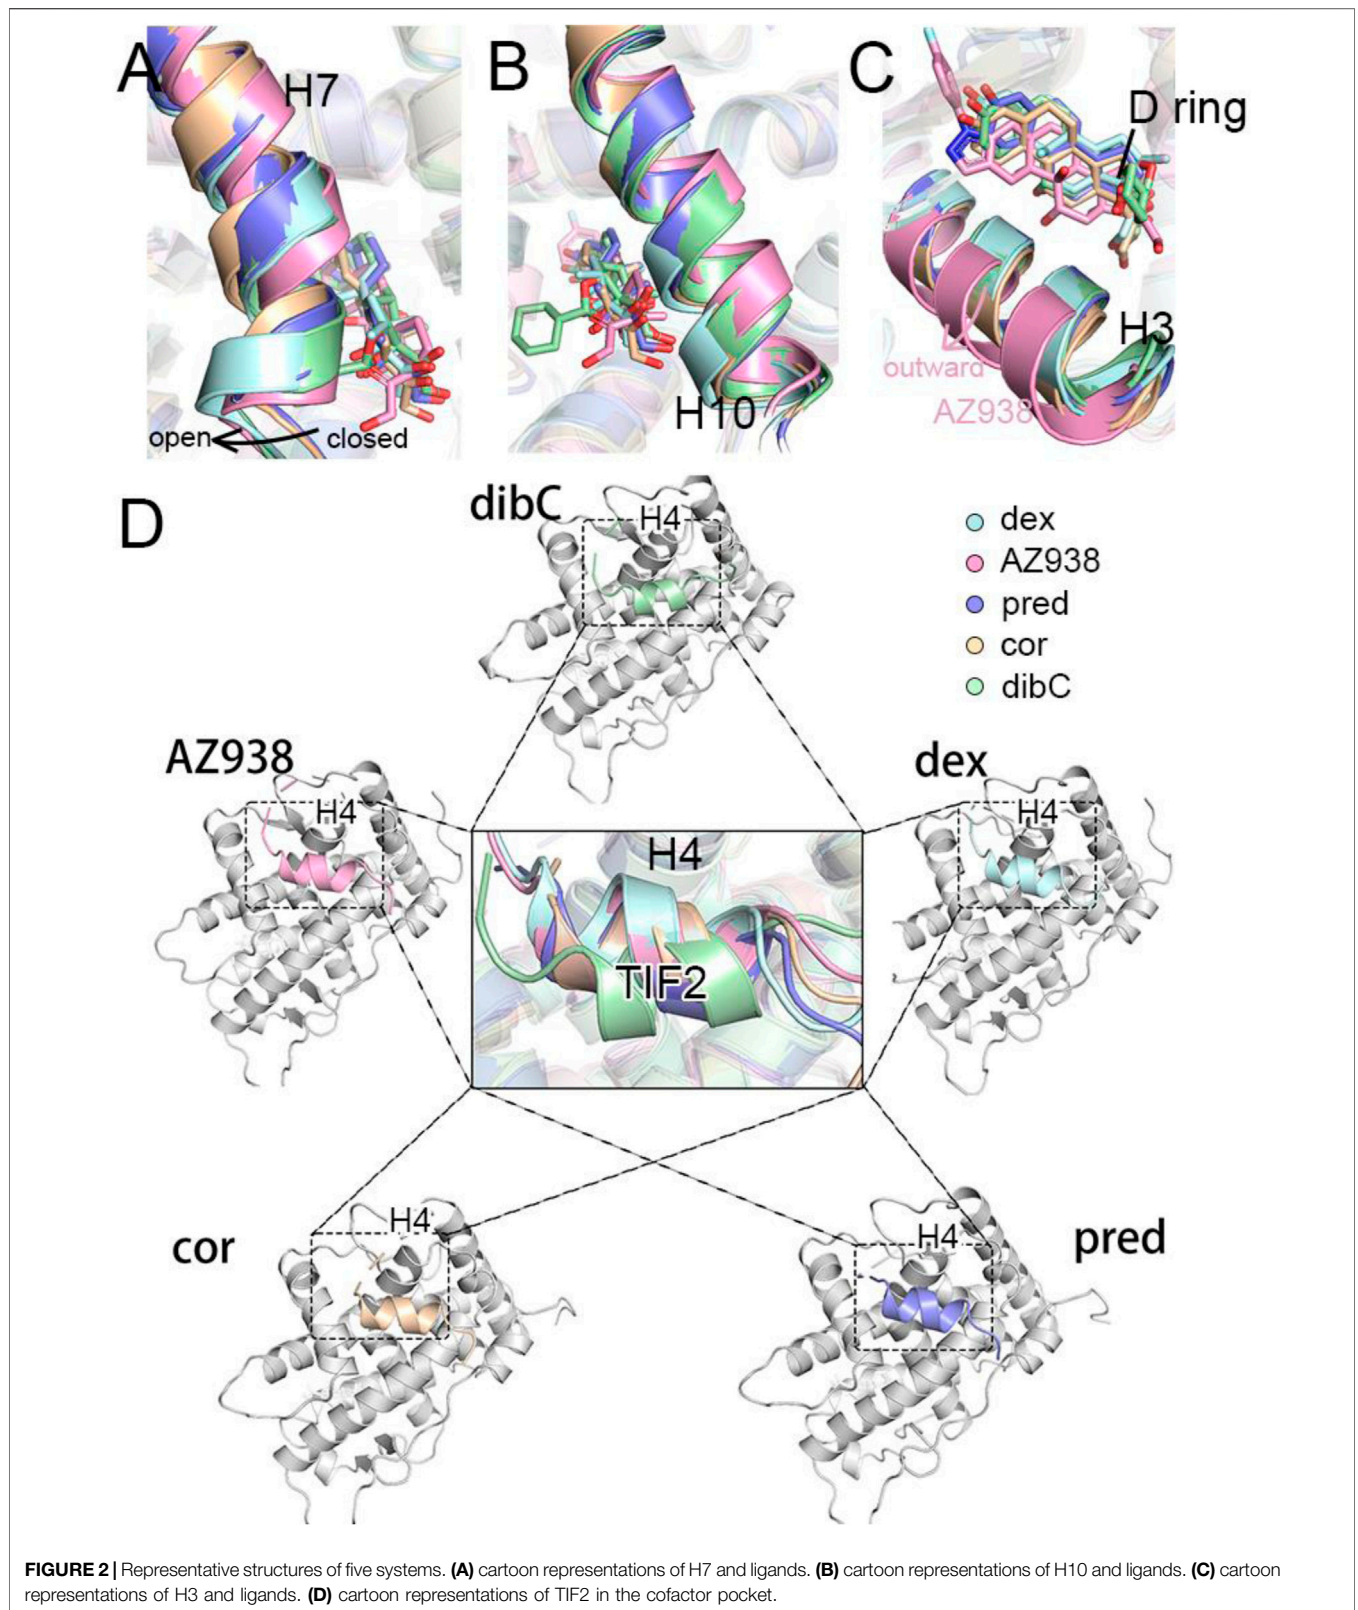 A
H7
open
closed
B
H10
C
D ring
H3
outward
AZ938
D
dibC
H4
dex
AZ938
pred
cor
dibC
AZ938
H4
dex
H4
H4
TIF2
cor
H4
pred
H4
FIGURE 2 | Representative structures of five systems. (A) cartoon representations of H7 and ligands. (B) cartoon representations of H10 and ligands. (C) cartoon
representations of H3 and ligands. (D) cartoon representations of TIF2 in the cofactor pocket.